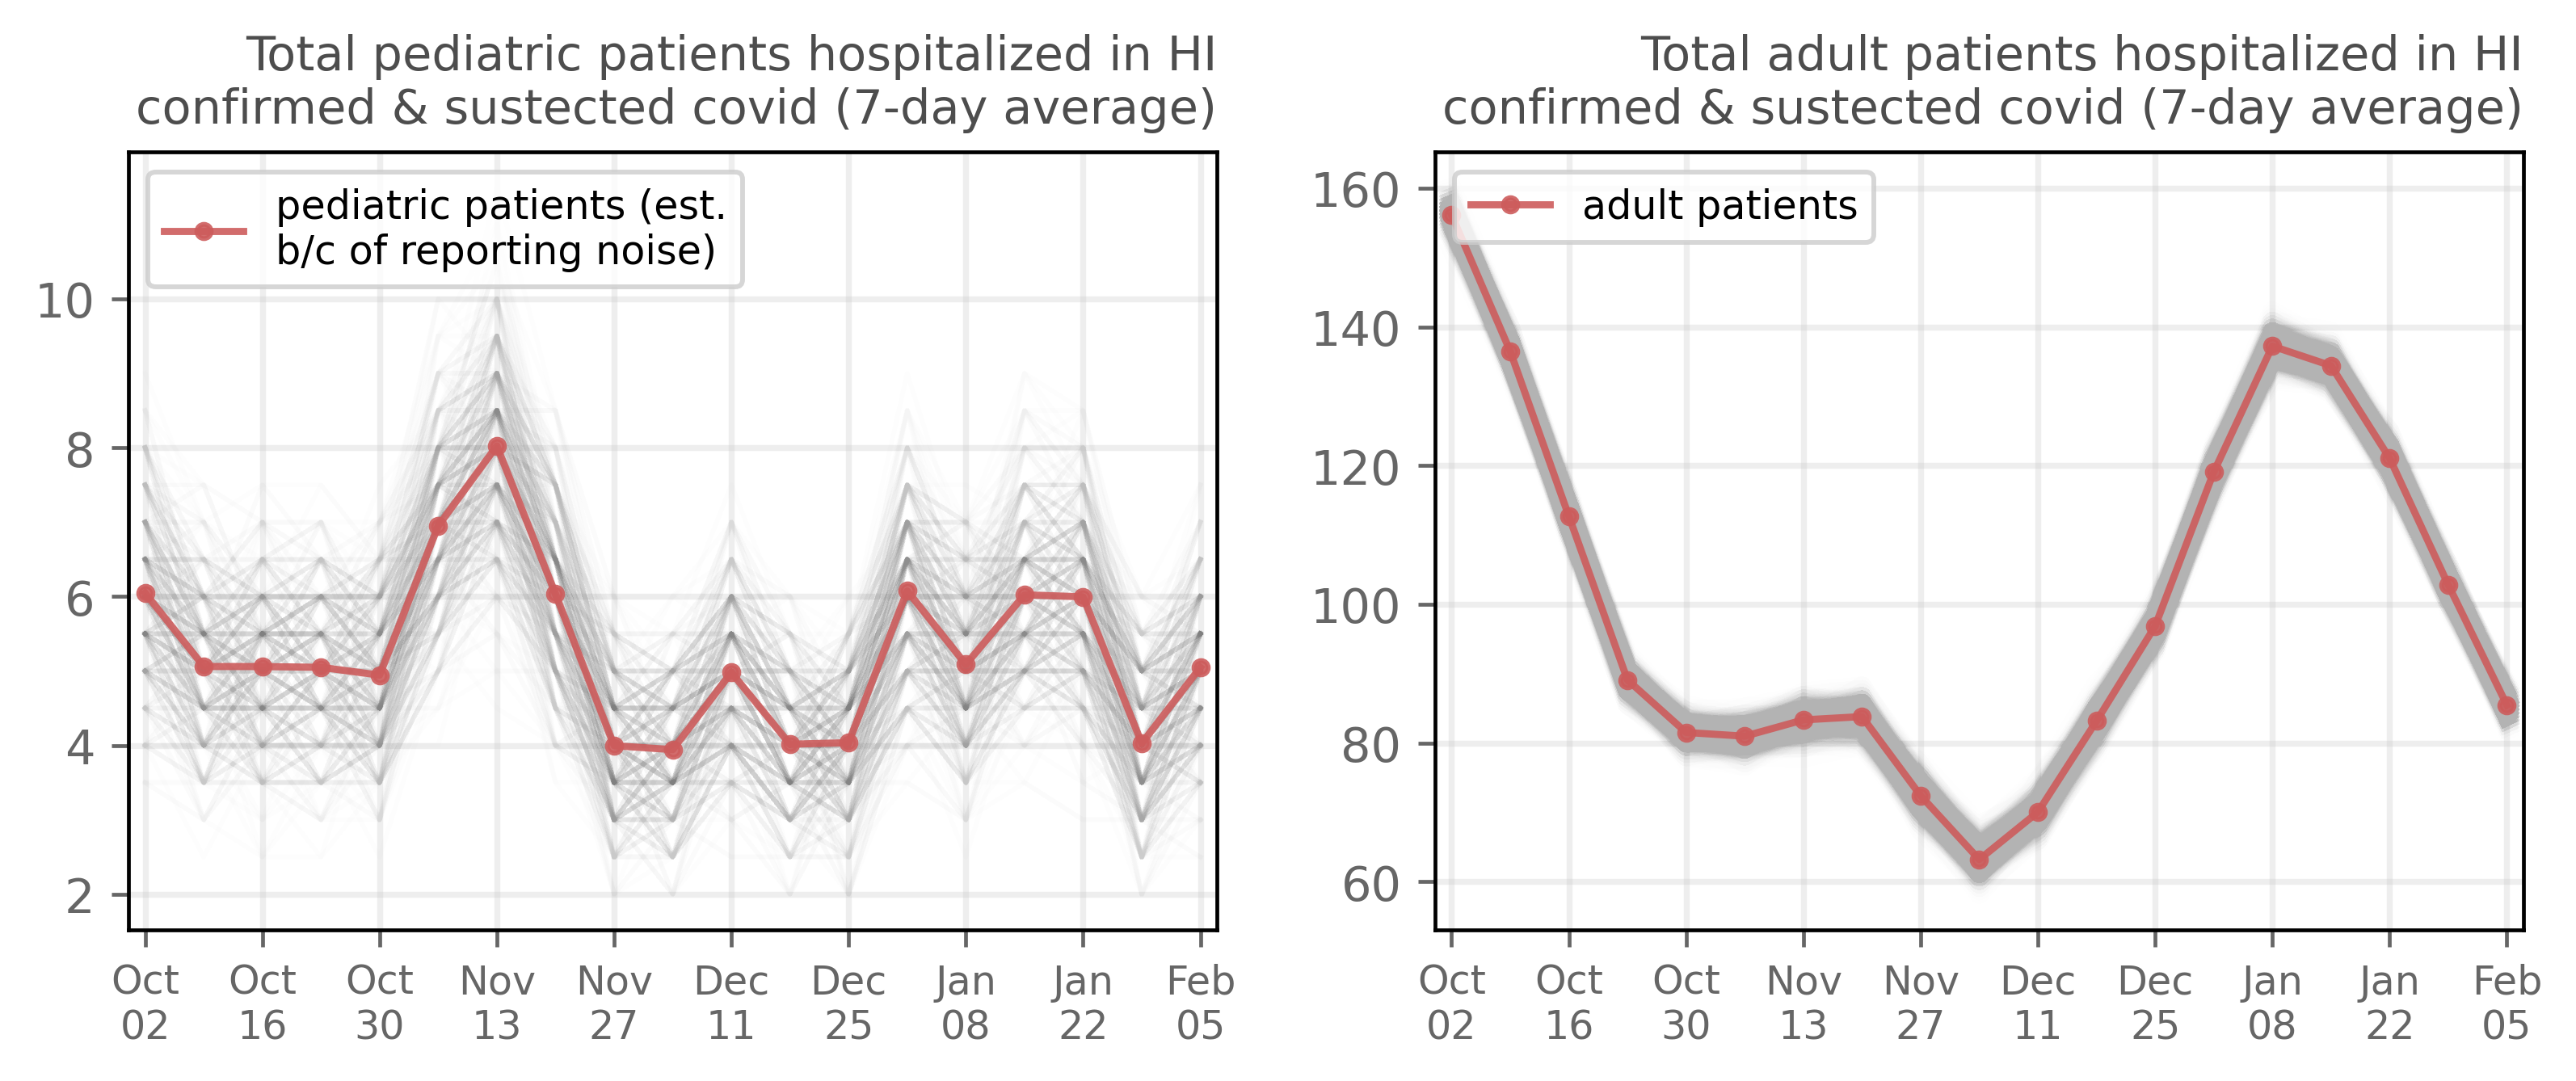 Total pediatric patients hospitalized in HI
confirmed & sustected covid (7-day average)
pediatric patients (est.
b/c of reporting noise)
10
8
6
4
2
Oct Oct Oct Nov Nov Dec Dec Jan Jan Feb
02 16 30 13 27 11 25 08 22 05
Total adult patients hospitalized in HI
confirmed & sustected covid (7-day average)
adult patients
160
140
120
100
80
60
Oct Oct Oct Nov Nov Dec Dec Jan Jan Feb
02 16 30 13 27 11 25 08 22 05